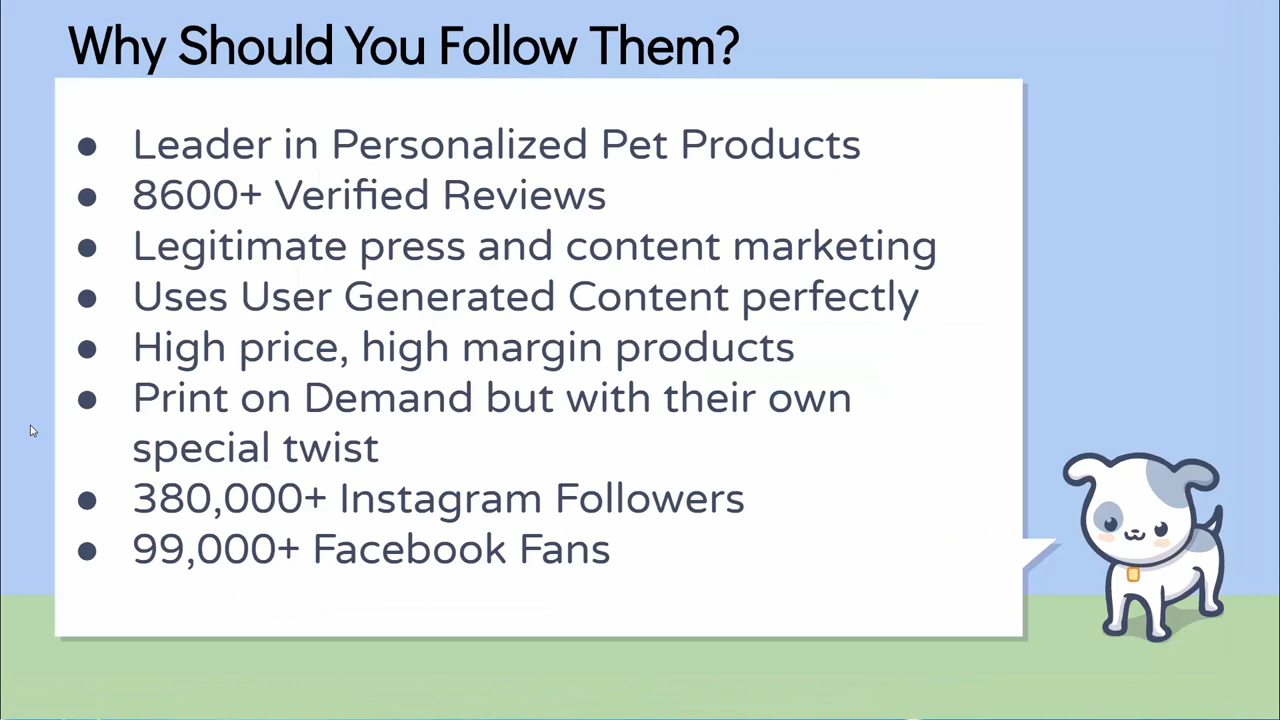 Why Should You Follow Them?
● Leader in Personalized Pet Products
● 8600+ Verified Reviews
● Legitimate press and content marketing
● Uses User Generated Content perfectly
● High price, high margin products
● Print on Demand but with their own
special twist
● 380,000+ Instagram Followers
● 99,000+ Facebook Fans